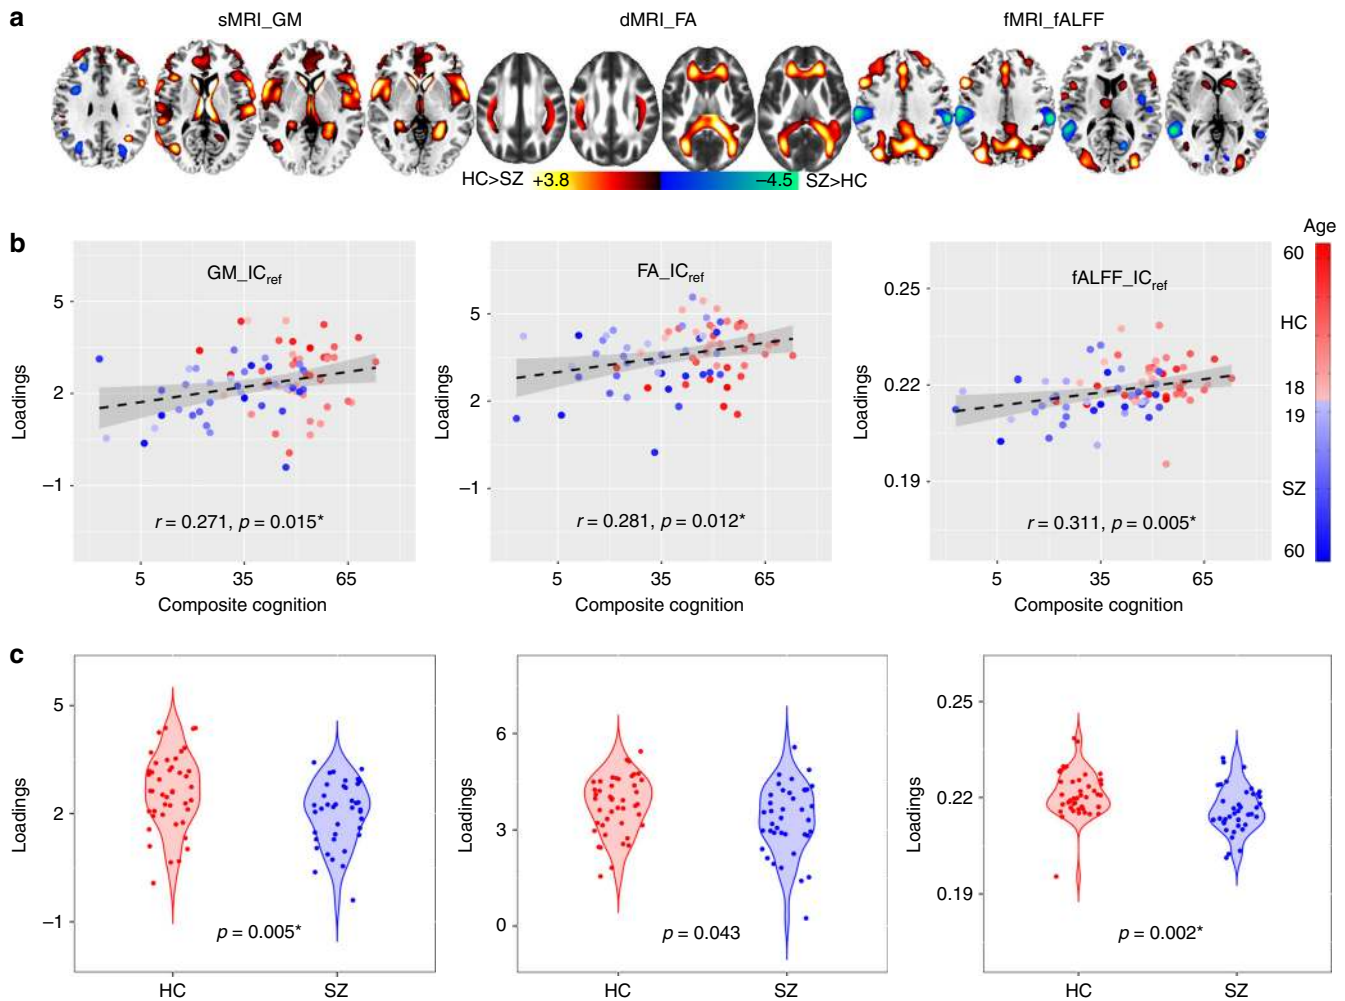 a
sMRI_GM dMRI_FA fMRI_fALFF
HC>SZ +3.8 −4.5 SZ>HC
b
Age
60
HC
18
19
SZ
60
GM_ICref
Loadings
5
2
−1
r = 0.271, p = 0.015*
5 35 65
Composite cognition
FA_ICref
Loadings
5
2
−1
r = 0.281, p = 0.012*
5 35 65
Composite cognition
fALFF_ICref
Loadings
0.25
0.22
0.19
r = 0.311, p = 0.005*
5 35 65
Composite cognition
c
Loadings
5
2
−1
p = 0.005*
HC SZ
Loadings
6
3
0
p = 0.043
HC SZ
Loadings
0.25
0.22
0.19
p = 0.002*
HC SZ